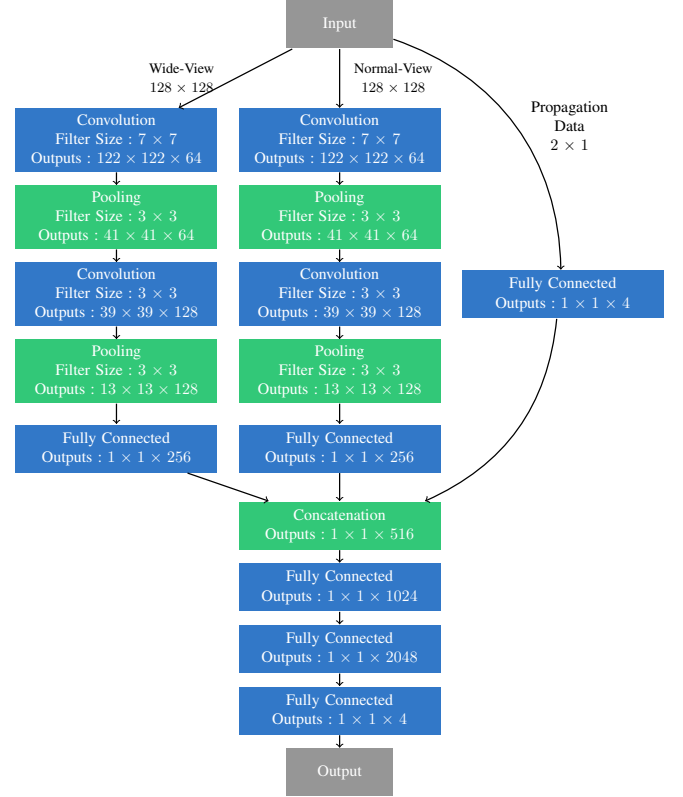 Input
Wide-View
128 × 128
Normal-View
128 × 128
Propagation
Data
2 × 1
Convolution
Filter Size : 7 × 7
Outputs : 122 × 122 × 64
Pooling
Filter Size : 3 × 3
Outputs : 41 × 41 × 64
Convolution
Filter Size : 3 × 3
Outputs : 39 × 39 × 128
Pooling
Filter Size : 3 × 3
Outputs : 13 × 13 × 128
Fully Connected
Outputs : 1 × 1 × 256
Convolution
Filter Size : 7 × 7
Outputs : 122 × 122 × 64
Pooling
Filter Size : 3 × 3
Outputs : 41 × 41 × 64
Convolution
Filter Size : 3 × 3
Outputs : 39 × 39 × 128
Pooling
Filter Size : 3 × 3
Outputs : 13 × 13 × 128
Fully Connected
Outputs : 1 × 1 × 256
Fully Connected
Outputs : 1 × 1 × 4
Concatenation
Outputs : 1 × 1 × 516
Fully Connected
Outputs : 1 × 1 × 1024
Fully Connected
Outputs : 1 × 1 × 2048
Fully Connected
Outputs : 1 × 1 × 4
Output